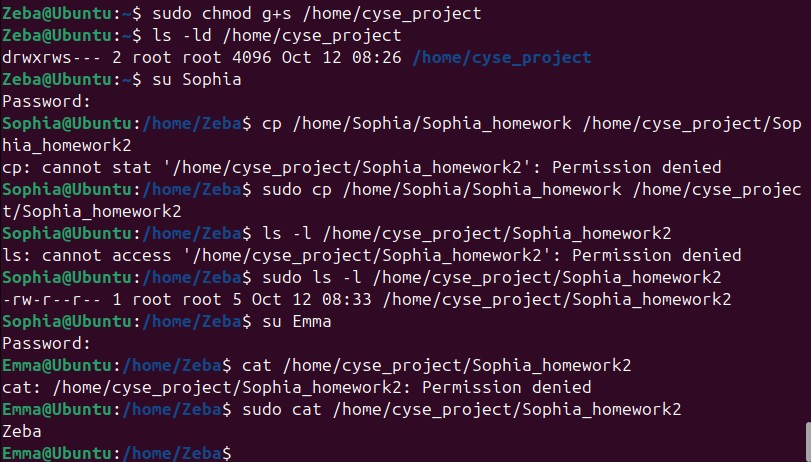 Zeba@Ubuntu:~$ sudo chmod g+s /home/cyse_project
Zeba@Ubuntu:~$ ls -ld /home/cyse_project
drwxrws--- 2 root root 4096 Oct 12 08:26 /home/cyse_project
Zeba@Ubuntu:~$ su Sophia
Password:
Sophia@Ubuntu:/home/Zeba$ cp /home/Sophia/Sophia_homework /home/cyse_project/Sop
hia_homework2
cp: cannot stat '/home/cyse_project/Sophia_homework2': Permission denied
Sophia@Ubuntu:/home/Zeba$ sudo cp /home/Sophia/Sophia_homework /home/cyse_projec
t/Sophia_homework2
Sophia@Ubuntu:/home/Zeba$ ls -l /home/cyse_project/Sophia_homework2
ls: cannot access '/home/cyse_project/Sophia_homework2': Permission denied
Sophia@Ubuntu:/home/Zeba$ sudo ls -l /home/cyse_project/Sophia_homework2
-rw-r--r-- 1 root root 5 Oct 12 08:33 /home/cyse_project/Sophia_homework2
Sophia@Ubuntu:/home/Zeba$ su Emma
Password:
Emma@Ubuntu:/home/Zeba$ cat /home/cyse_project/Sophia_homework2
cat: /home/cyse_project/Sophia_homework2: Permission denied
Emma@Ubuntu:/home/Zeba$ sudo cat /home/cyse_project/Sophia_homework2
Zeba
Emma@Ubuntu:/home/Zeba$